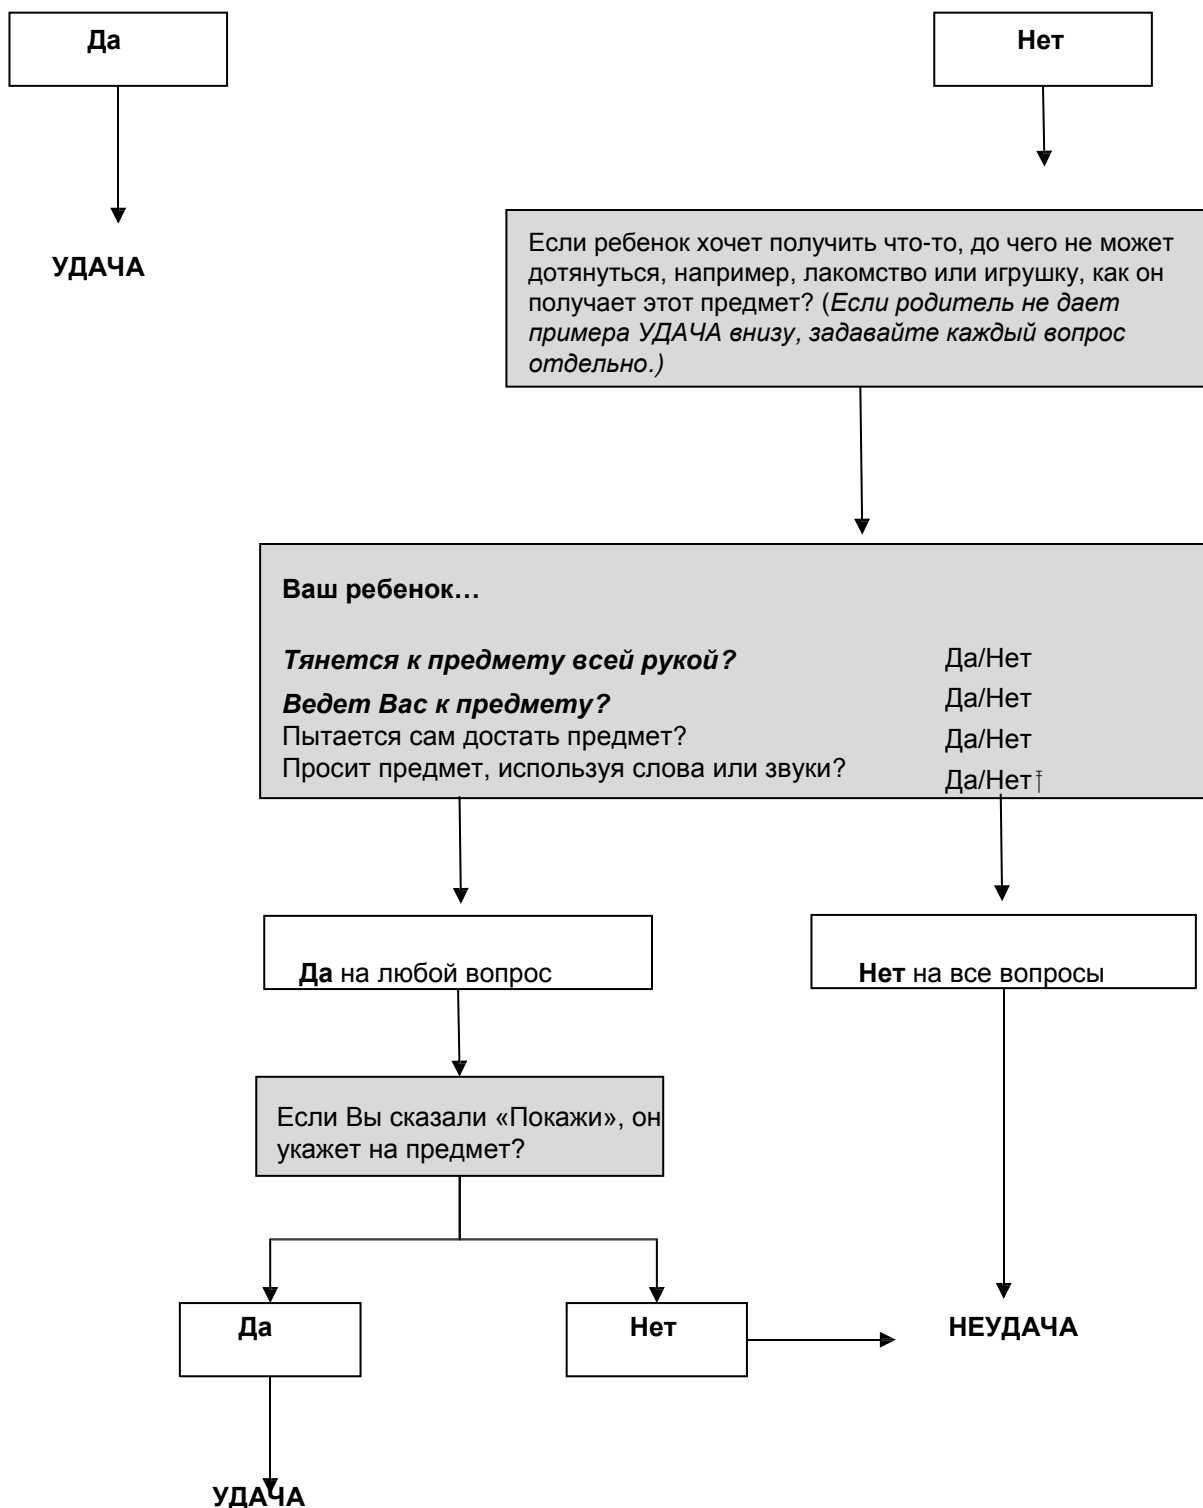 Да
Нет
УДАЧА
Если ребенок хочет получить что-то, до чего не может
дотянуться, например, лакомство или игрушку, как он
получает этот предмет? (Если родитель не дает
примера УДАЧА внизу, задавайте каждый вопрос
отдельно.)
Ваш ребенок…
Тянется к предмету всей рукой? Да/Нет
Ведет Вас к предмету? Да/Нет
Пытается сам достать предмет? Да/Нет
Просит предмет, используя слова или звуки? Да/Нет
Да на любой вопрос
Нет на все вопросы
Если Вы сказали «Покажи», он
укажет на предмет?
Да
Нет
НЕУДАЧА
УДАЧА